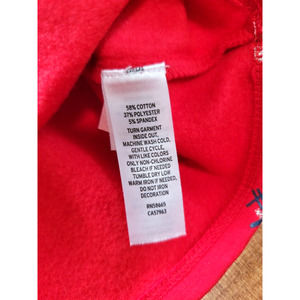 58% COTTON
37% POLYESTER
5% SPANDEX
TURN GARMENT
INSIDE OUT,
MACHINE WASH COLD,
GENTLE CYCLE,
WITH LIKE COLORS
ONLY NON-CHLORINE
BLEACH IF NEEDED
TUMBLE DRY LOW
WARM IRON IF NEEDED,
DO NOT IRON
DECORATION
RN58665
CA57963